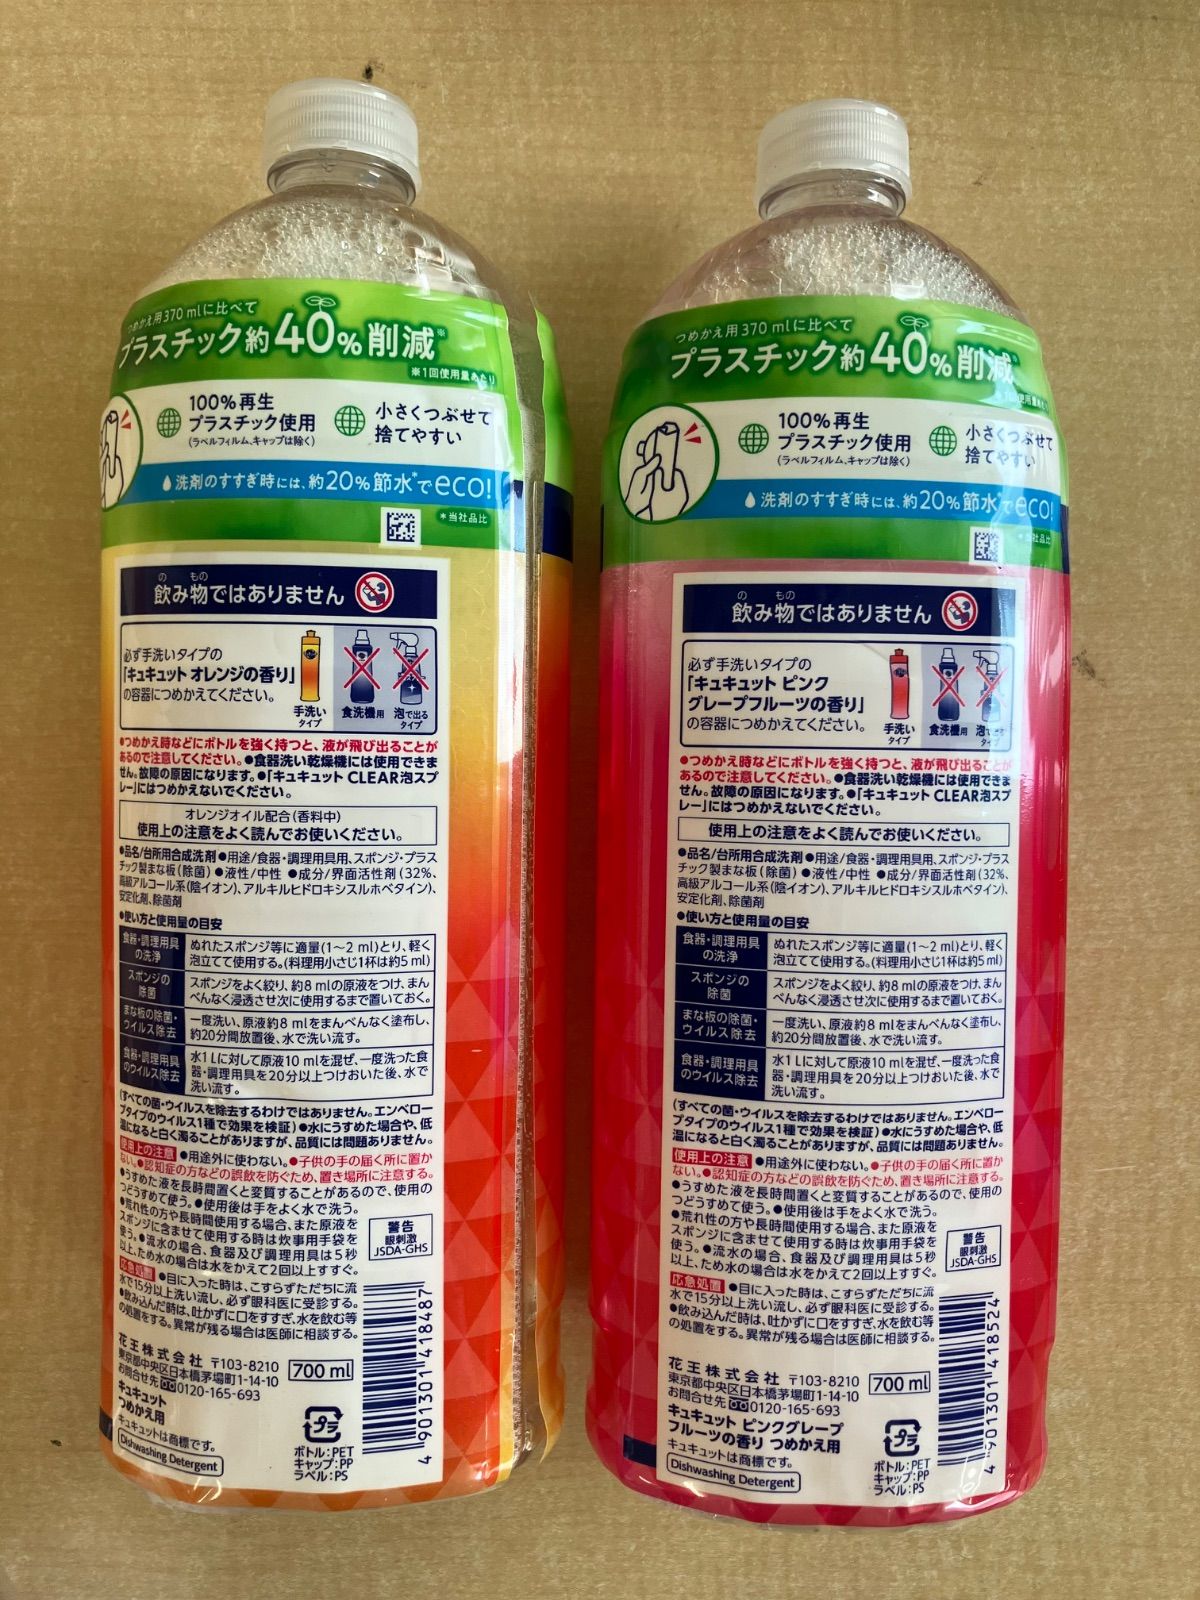 つめかえ用370 mlに比べて
プラスチック約40%削減※
※1回使用量あたり
100%再生
プラスチック使用
(ラベルフィルム、キャップは除く)
小さくつぶせて
捨てやすい
洗剤のすすぎ時には、約20%節水*でeco!
*当社品比
の もの
飲み物ではありません
必ず手洗いタイプの
「キュキュット オレンジの香り」
の容器につめかえてください。
手洗い
タイプ
食洗機用
泡で出る
タイプ
●つめかえ時などにボトルを強く持つと、液が飛び出ることが
あるので注意してください。●食器洗い乾燥機には使用できま
せん。故障の原因になります。●「キュキュット CLEAR泡スプ
レー」にはつめかえないでください。
オレンジオイル配合(香料中)
使用上の注意をよく読んでお使いください。
●品名/台所用合成洗剤 ●用途/食器・調理用具用、スポンジ・プラス
チック製まな板(除菌) ●液性/中性 ●成分/界面活性剤(32%、
高級アルコール系(陰イオン)、アルキルヒドロキシスルホベタイン)、
安定化剤、除菌剤
●使い方と使用量の目安
食器・調理用具
の洗浄
ぬれたスポンジ等に適量(1〜2 ml)とり、軽く
泡立てて使用する。(料理用小さじ1杯は約5 ml)
スポンジの
除菌
スポンジをよく絞り、約8 mlの原液をつけ、まん
べんなく浸透させ次に使用するまで置いておく。
まな板の除菌・
ウイルス除去
一度洗い、原液約8 mlをまんべんなく塗布し、
約20分間放置後、水で洗い流す。
食器・調理用具
のウイルス除去
水1 Lに対して原液10 mlを混ぜ、一度洗った食
器・調理用具を20分以上つけおいた後、水で
洗い流す。
(すべての菌・ウイルスを除去するわけではありません。エンベロー
プタイプのウイルス1種で効果を検証) ●水にうすめた場合や、低
温になると白く濁ることがありますが、品質には問題ありません。
使用上の注意 ●用途外に使わない。●子供の手の届く所に置か
ない。●認知症の方などの誤飲を防ぐため、置き場所に注意する。
●うすめた液を長時間置くと変質することがあるので、使用の
つどうすめて使う。●使用後は手をよく水で洗う。
●荒れ性の方や長時間使用する場合、また原液を
スポンジに含ませて使用する時は炊事用手袋を
使う。●流水の場合、食器及び調理用具は5秒
以上、ため水の場合は水をかえて2回以上すすぐ。
警告
眼刺激
JSDA-GHS
応急処置 ●目に入った時は、こすらずただちに流
水で15分以上洗い流し、必ず眼科医に受診する。
●飲み込んだ時は、吐かずに口をすすぎ、水を飲む等
の処置をする。異常が残る場合は医師に相談する。
花王株式会社 〒103-8210
東京都中央区日本橋茅場町1-14-10
お問合せ先 0120-165-693
700 ml
キュキュット
つめかえ用
キュキュットは商標です。
Dishwashing Detergent
プラ
ボトル:PET
キャップ:PP
ラベル:PS
4 901301 418487
つめかえ用370 mlに比べて
プラスチック約40%削減※
100%再生
プラスチック使用
(ラベルフィルム、キャップは除く)
小さくつぶせて
捨てやすい
洗剤のすすぎ時には、約20%節水*でeco!
*当社品比
の もの
飲み物ではありません
必ず手洗いタイプの
「キュキュット ピンク
グレープフルーツの香り」
の容器につめかえてください。
手洗い
タイプ
食洗機用
タイプ
●つめかえ時などにボトルを強く持つと、液が飛び出ることが
あるので注意してください。●食器洗い乾燥機には使用できま
せん。故障の原因になります。●「キュキュット CLEAR泡スプ
レー」にはつめかえないでください。
使用上の注意をよく読んでお使いください。
●品名/台所用合成洗剤 ●用途/食器・調理用具用、スポンジ・プラス
チック製まな板(除菌) ●液性/中性 ●成分/界面活性剤(32%、
高級アルコール系(陰イオン)、アルキルヒドロキシスルホベタイン)、
安定化剤、除菌剤
●使い方と使用量の目安
食器・調理用具
の洗浄
ぬれたスポンジ等に適量(1〜2 ml)とり、軽く
泡立てて使用する。(料理用小さじ1杯は約5 ml)
スポンジの
除菌
スポンジをよく絞り、約8 mlの原液をつけ、まん
べんなく浸透させ次に使用するまで置いておく。
まな板の除菌・
ウイルス除去
一度洗い、原液約8 mlをまんべんなく塗布し、
約20分間放置後、水で洗い流す。
食器・調理用具
のウイルス除去
水1 Lに対して原液10 mlを混ぜ、一度洗った食
器・調理用具を20分以上つけおいた後、水で
洗い流す。
(すべての菌・ウイルスを除去するわけではありません。エンベロー
プタイプのウイルス1種で効果を検証) ●水にうすめた場合や、低
温になると白く濁ることがありますが、品質には問題ありません。
使用上の注意 ●用途外に使わない。●子供の手の届く所に置か
ない。●認知症の方などの誤飲を防ぐため、置き場所に注意する。
●うすめた液を長時間置くと変質することがあるので、使用の
つどうすめて使う。●使用後は手をよく水で洗う。
●荒れ性の方や長時間使用する場合、また原液を
スポンジに含ませて使用する時は炊事用手袋を
使う。●流水の場合、食器及び調理用具は5秒
以上、ため水の場合は水をかえて2回以上すすぐ。
警告
眼刺激
JSDA-GHS
応急処置 ●目に入った時は、こすらずただちに流
水で15分以上洗い流し、必ず眼科医に受診する。
●飲み込んだ時は、吐かずに口をすすぎ、水を飲む等
の処置をする。異常が残る場合は医師に相談する。
花王株式会社 〒103-8210
東京都中央区日本橋茅場町1-14-10
お問合せ先 0120-165-693
700 ml
キュキュット ピンクグレープ
フルーツの香り つめかえ用
キュキュットは商標です。
Dishwashing Detergent
プラ
ボトル:PET
キャップ:PP
ラベル:PS
4 901301 418524